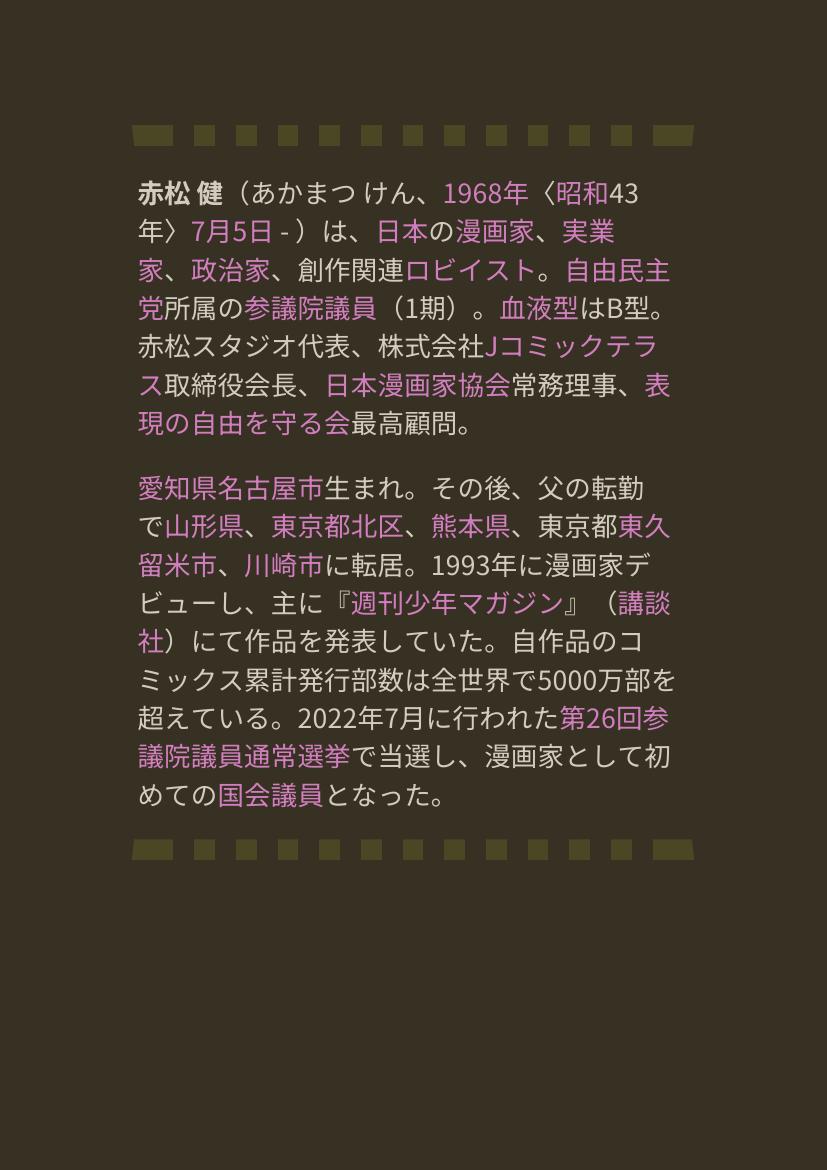 赤松 健（あかまつ けん、1968年〈昭和43
年〉7月5日 - ）は、日本の漫画家、実業
家、政治家、創作関連ロビイスト。自由民主
党所属の参議院議員（1期）。血液型はB型。
赤松スタジオ代表、株式会社Jコミックテラ
ス取締役会長、日本漫画家協会常務理事、表
現の自由を守る会最高顧問。
愛知県名古屋市生まれ。その後、父の転勤
で山形県、東京都北区、熊本県、東京都東久
留米市、川崎市に転居。1993年に漫画家デ
ビューし、主に『週刊少年マガジン』（講談
社）にて作品を発表していた。自作品のコ
ミックス累計発行部数は全世界で5000万部を
超えている。2022年7月に行われた第26回参
議院議員通常選挙で当選し、漫画家として初
めての国会議員となった。